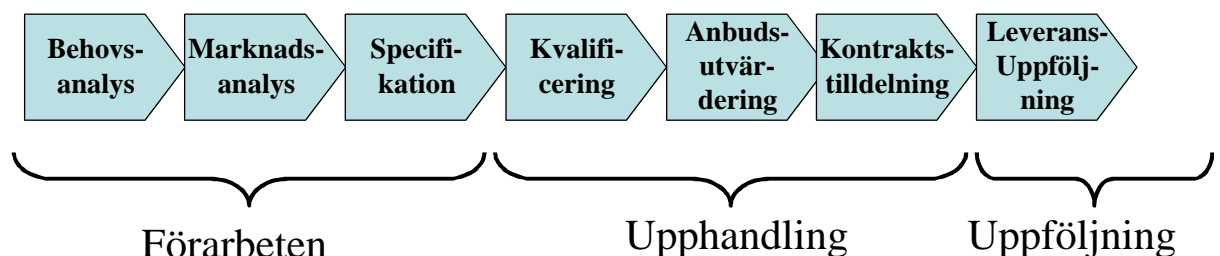 Behovs-
analys
Marknads-
analys
Specifi-
kation
Kvalifi-
cering
Anbuds-
utvär-
dering
Kontrakts-
tilldelning
Leverans-
Uppfölj-
ning
Förarbeten
Upphandling
Uppföljning